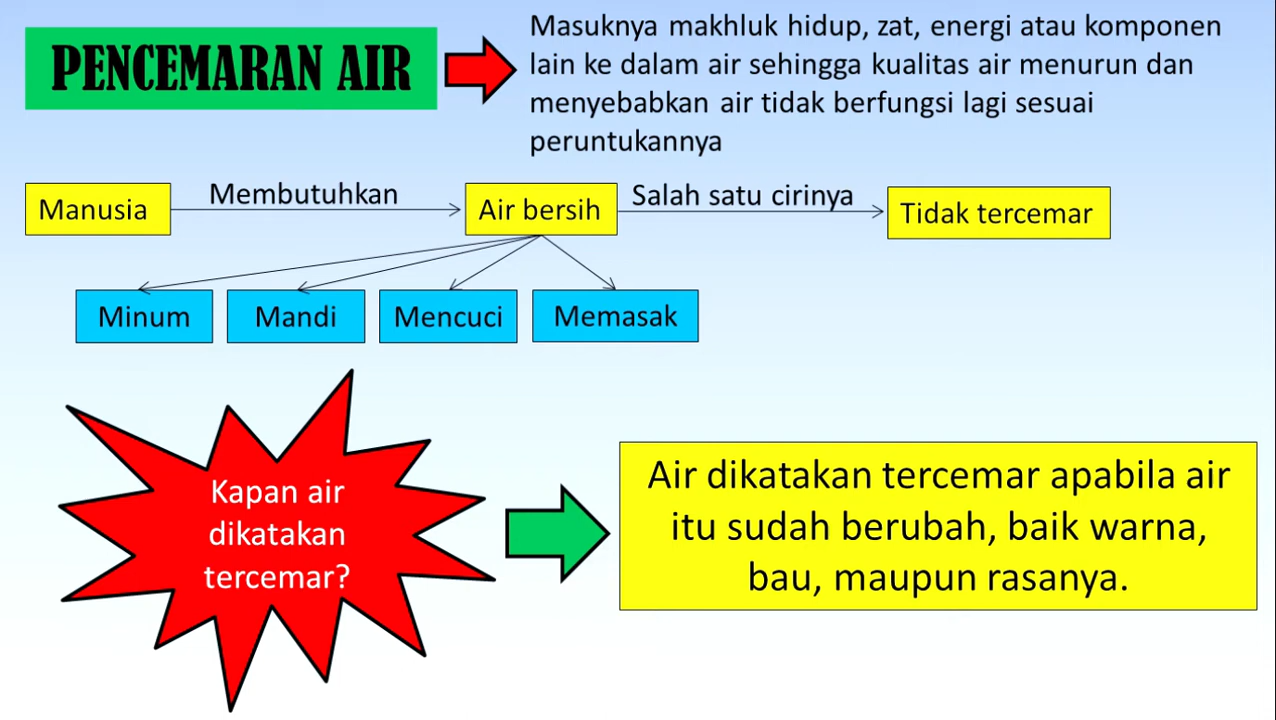 PENCEMARAN AIR
Masuknya makhluk hidup, zat, energi atau komponen
lain ke dalam air sehingga kualitas air menurun dan
menyebabkan air tidak berfungsi lagi sesuai
peruntukannya
Manusia
Membutuhkan
Air bersih
Salah satu cirinya
Tidak tercemar
Minum
Mandi
Mencuci
Memasak
Kapan air
dikatakan
tercemar?
Air dikatakan tercemar apabila air
itu sudah berubah, baik warna,
bau, maupun rasanya.